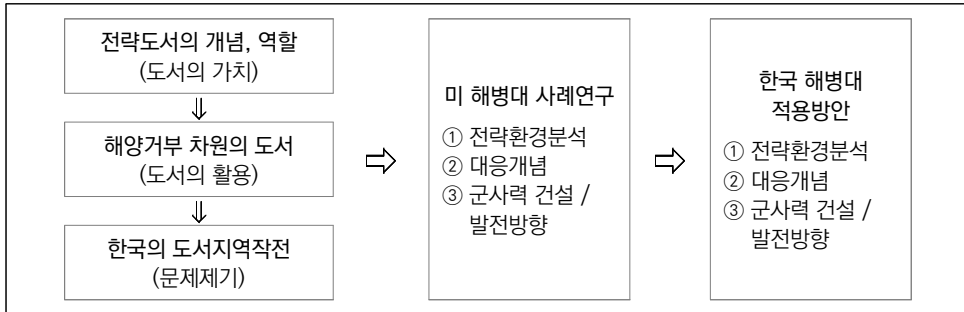 전략도서의 개념, 역할
(도서의 가치)
⇓
해양거부 차원의 도서
(도서의 활용)
⇓
한국의 도서지역작전
(문제제기)
⇨
미 해병대 사례연구
① 전략환경분석
② 대응개념
③ 군사력 건설 /
발전방향
⇨
한국 해병대
적용방안
① 전략환경분석
② 대응개념
③ 군사력 건설 /
발전방향